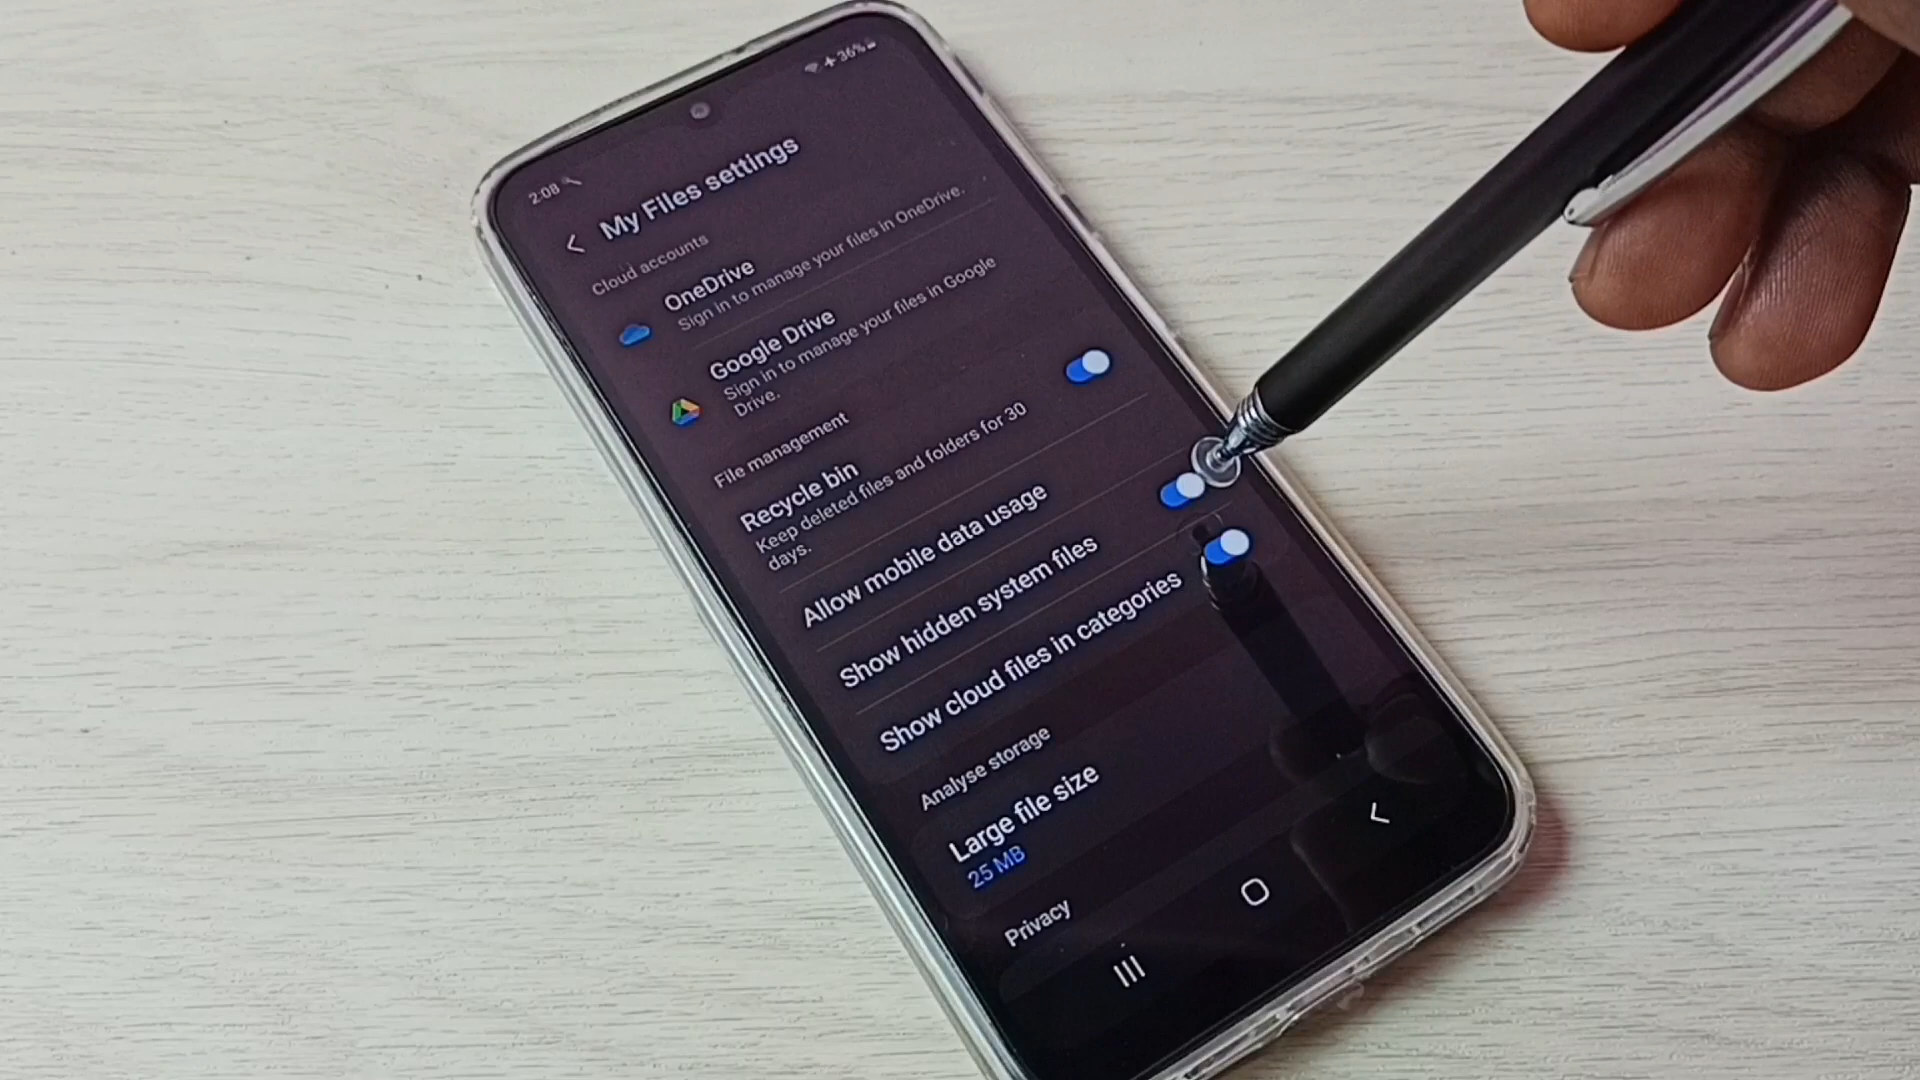 2:08
36%
My Files settings
Cloud accounts
OneDrive
Sign in to manage your files in OneDrive.
Google Drive
Sign in to manage your files in Google
Drive.
File management
Recycle bin
Keep deleted files and folders for 30
days.
Allow mobile data usage
Show hidden system files
Show cloud files in categories
Analyse storage
Large file size
25 MB
Privacy